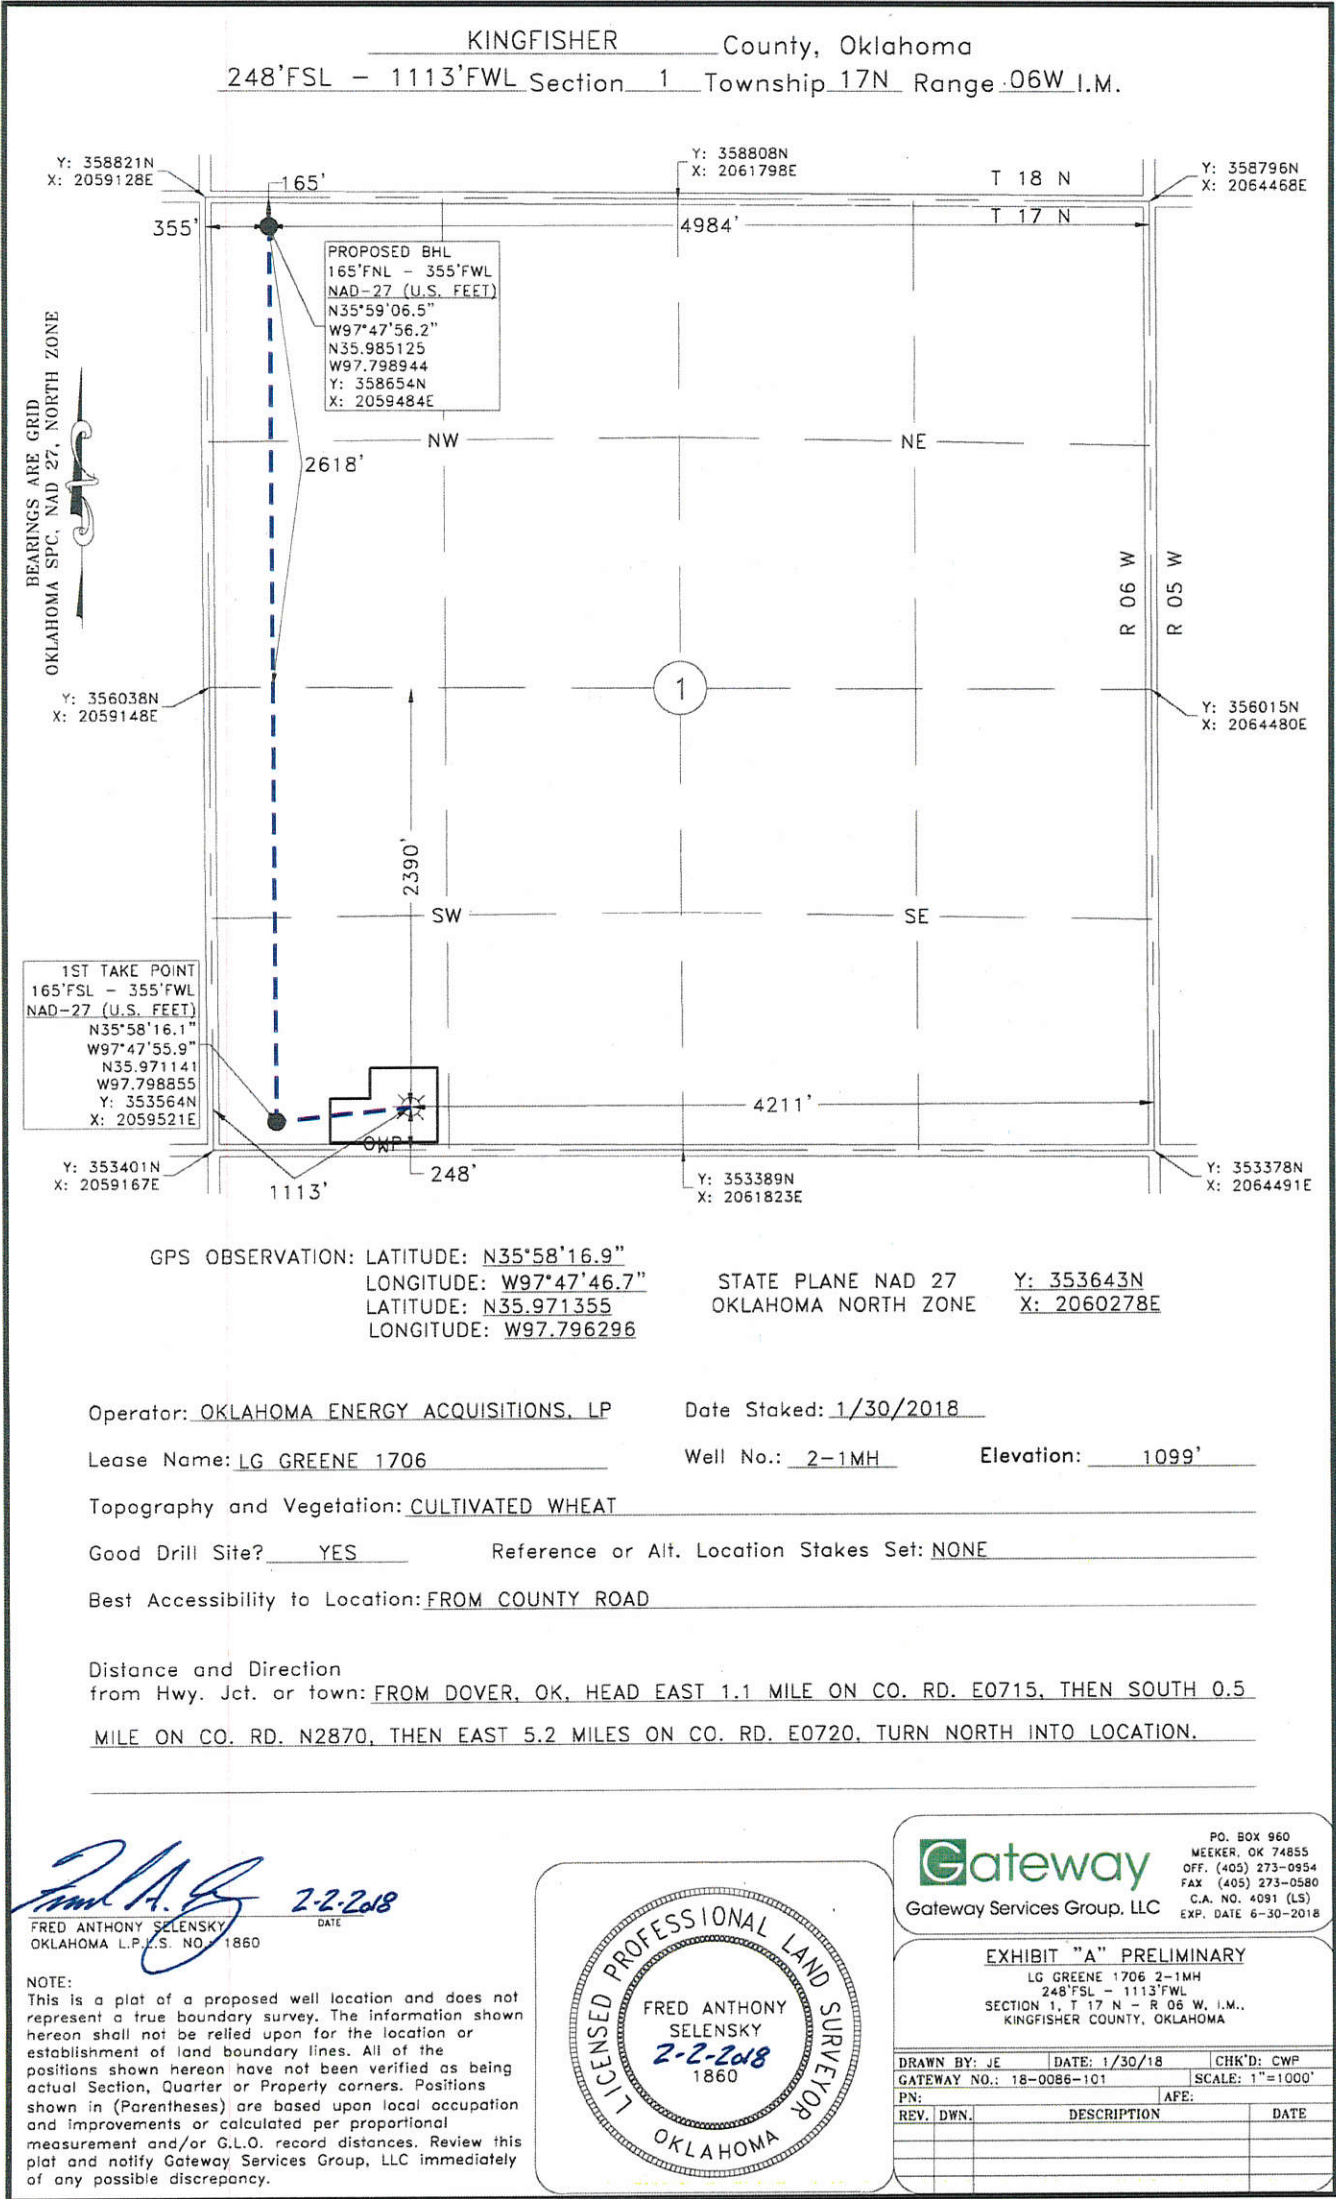 KINGFISHER County, Oklahoma
248'FSL - 1113'FWL Section 1 Township 17N Range 06W I.M.
Y: 358821N
X: 2059128E
165'
Y: 358808N
X: 2061798E
T 18 N
T 17 N
Y: 358796N
X: 2064468E
355'
4984'
PROPOSED BHL
165'FNL - 355'FWL
NAD-27 (U.S. FEET)
N35°59'06.5"
W97°47'56.2"
N35.985125
W97.798944
Y: 358654N
X: 2059484E
BEARINGS ARE GRID
OKLAHOMA SPC, NAD 27, NORTH ZONE
NW
NE
2618'
R 06 W
R 05 W
Y: 356038N
X: 2059148E
1
Y: 356015N
X: 2064480E
2390'
SW
SE
1ST TAKE POINT
165'FSL - 355'FWL
NAD-27 (U.S. FEET)
N35°58'16.1"
W97°47'55.9"
N35.971141
W97.798855
Y: 353564N
X: 2059521E
4211'
OWP
Y: 353401N
X: 2059167E
1113'
248'
Y: 353389N
X: 2061823E
Y: 353378N
X: 2064491E
GPS OBSERVATION: LATITUDE: N35°58'16.9"
LONGITUDE: W97°47'46.7"
LATITUDE: N35.971355
LONGITUDE: W97.796296
STATE PLANE NAD 27 Y: 353643N
OKLAHOMA NORTH ZONE X: 2060278E
Operator: OKLAHOMA ENERGY ACQUISITIONS, LP Date Staked: 1/30/2018
Lease Name: LG GREENE 1706 Well No.: 2-1MH Elevation: 1099'
Topography and Vegetation: CULTIVATED WHEAT
Good Drill Site? YES Reference or Alt. Location Stakes Set: NONE
Best Accessibility to Location: FROM COUNTY ROAD
Distance and Direction
from Hwy. Jct. or town: FROM DOVER, OK, HEAD EAST 1.1 MILE ON CO. RD. E0715, THEN SOUTH 0.5
MILE ON CO. RD. N2870, THEN EAST 5.2 MILES ON CO. RD. E0720, TURN NORTH INTO LOCATION.
2-2-2018
FRED ANTHONY SELENSKY DATE
OKLAHOMA L.P.L.S. NO. 1860
NOTE:
This is a plat of a proposed well location and does not
represent a true boundary survey. The information shown
hereon shall not be relied upon for the location or
establishment of land boundary lines. All of the
positions shown hereon have not been verified as being
actual Section, Quarter or Property corners. Positions
shown in (Parentheses) are based upon local occupation
and improvements or calculated per proportional
measurement and/or G.L.O. record distances. Review this
plat and notify Gateway Services Group, LLC immediately
of any possible discrepancy.
LICENSED PROFESSIONAL LAND SURVEYOR
FRED ANTHONY
SELENSKY
2-2-2018
1860
OKLAHOMA
Gateway
Gateway Services Group, LLC
PO. BOX 960
MEEKER, OK 74855
OFF. (405) 273-0954
FAX (405) 273-0580
C.A. NO. 4091 (LS)
EXP. DATE 6-30-2018
EXHIBIT "A" PRELIMINARY
LG GREENE 1706 2-1MH
248'FSL - 1113'FWL
SECTION 1, T 17 N - R 06 W, I.M.,
KINGFISHER COUNTY, OKLAHOMA
DRAWN BY: JE DATE: 1/30/18 CHK'D: CWP
GATEWAY NO.: 18-0086-101 SCALE: 1"=1000'
PN: AFE:
REV. DWN. DESCRIPTION DATE